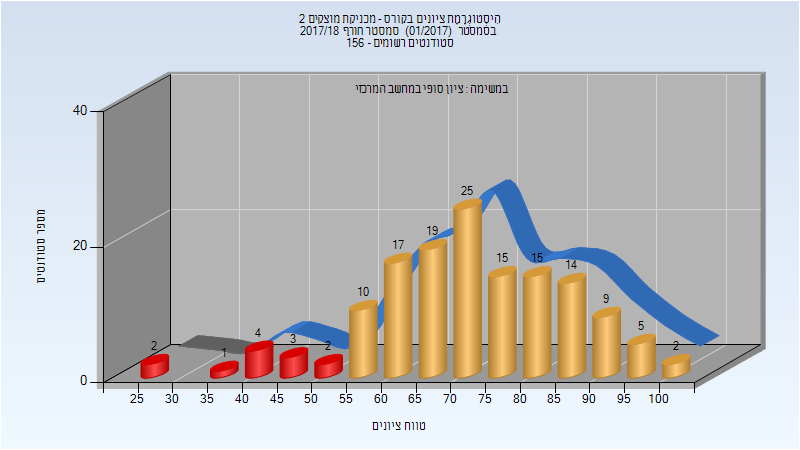 היסטוגרמת ציונים בקורס - מכניקת מוצקים 2
בסמסטר (01/2017) סמסטר חורף 2017/18
סטודנטים רשומים - 156
במשימה : ציון סופי במחשב המרכזי
מספר סטודנטים
40
20
0
2 1 4 3 2 10 17 19 25 15 15 14 9 5 2
25 30 35 40 45 50 55 60 65 70 75 80 85 90 95 100
טווח ציונים